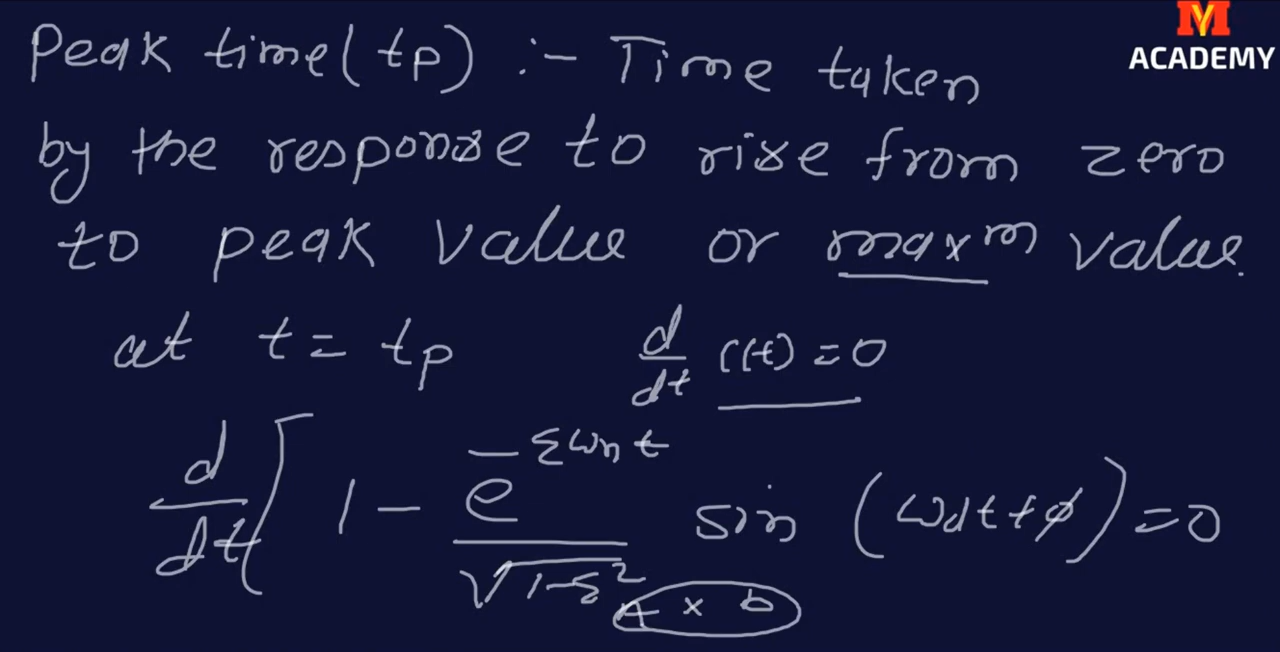 M
ACADEMY
Peak time(tp) :- Time taken
by the response to rise from zero
to peak value or maxm value.
at t= tp d/dt c(t) = 0
d/dt [ 1 - e^-ξωnt / √1-ξ² sin (ωdt+ϕ) = 0
A x b